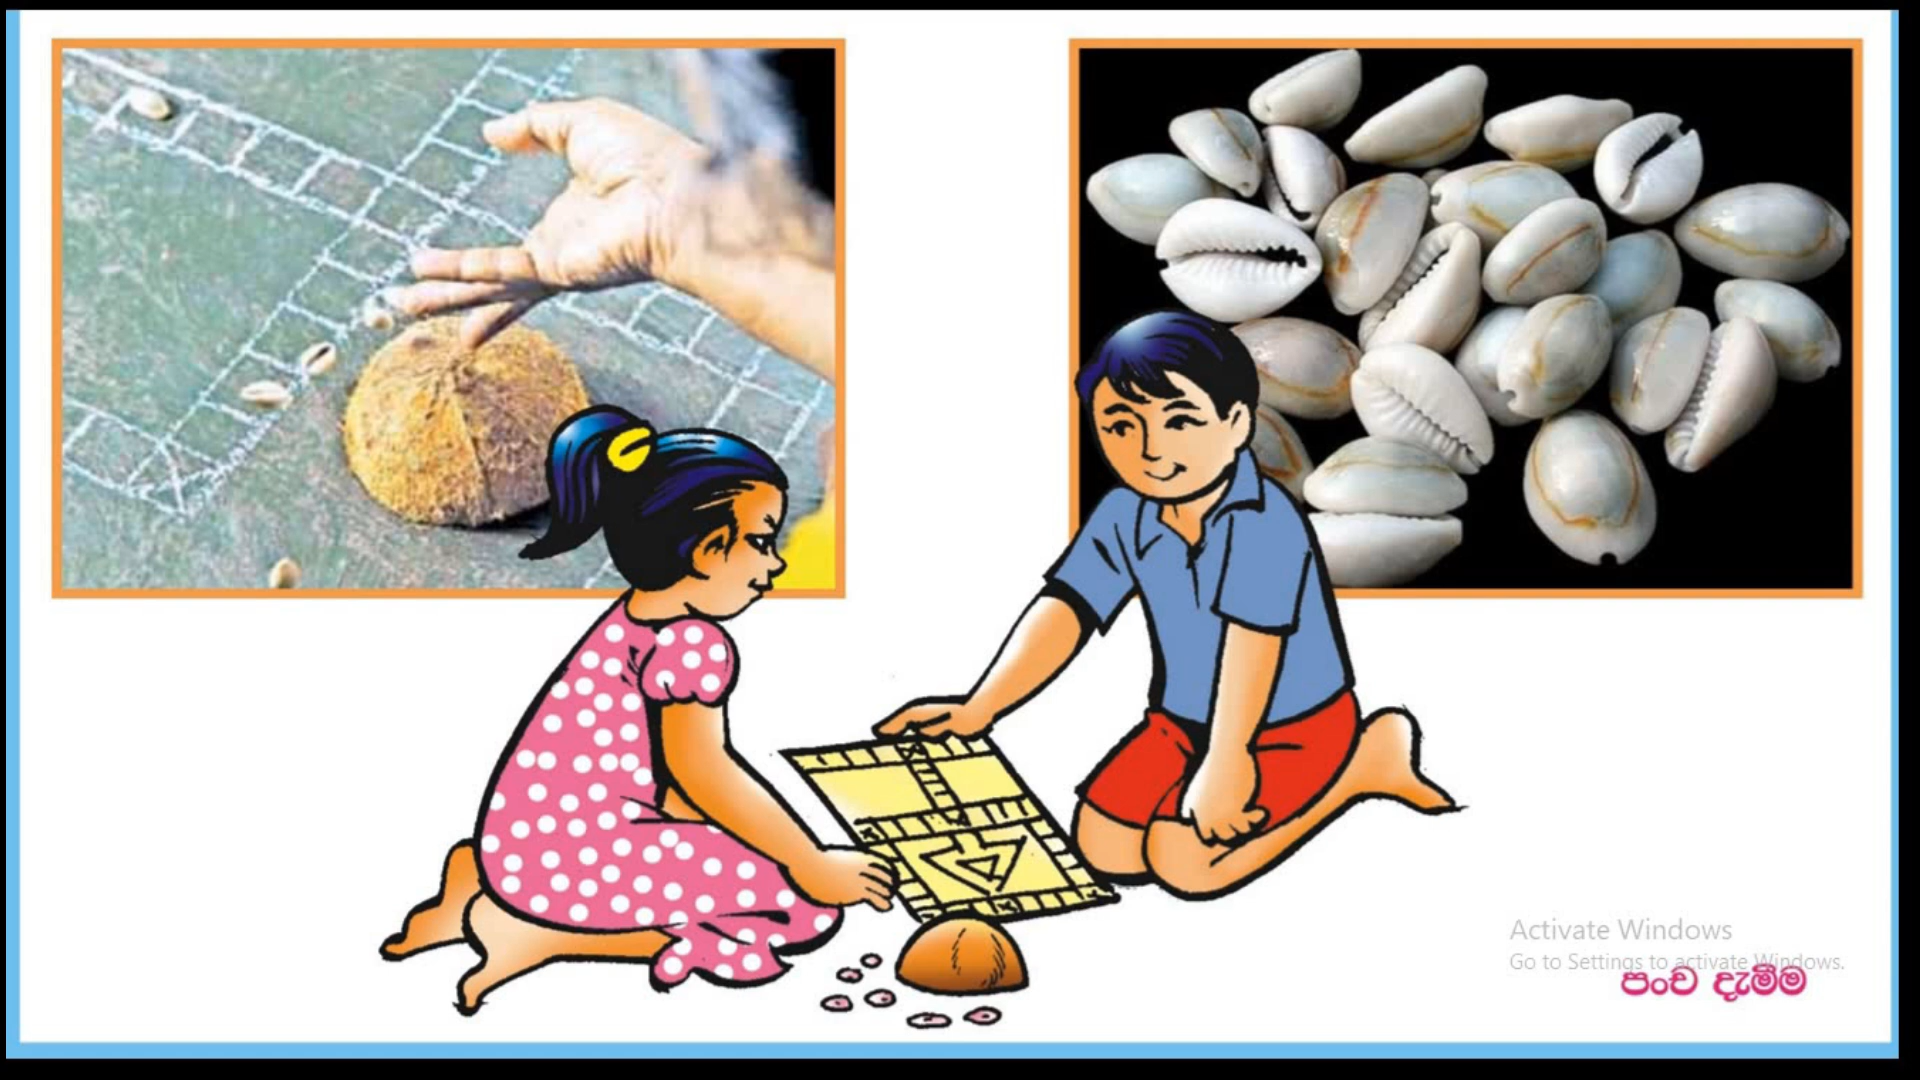 Activate Windows
Go to Settings to activate Windows.
පංච දැමීම